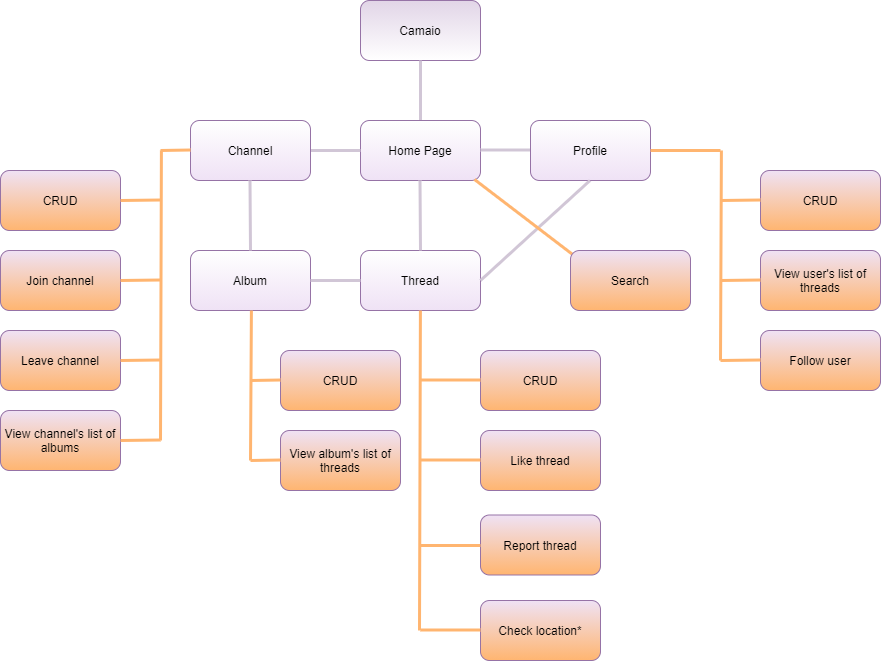 Camaio
Channel
Home Page
Profile
CRUD
CRUD
Join channel
Album
Thread
Search
View user's list of
threads
Leave channel
CRUD
CRUD
Follow user
View channel's list of
albums
View album's list of
threads
Like thread
Report thread
Check location*